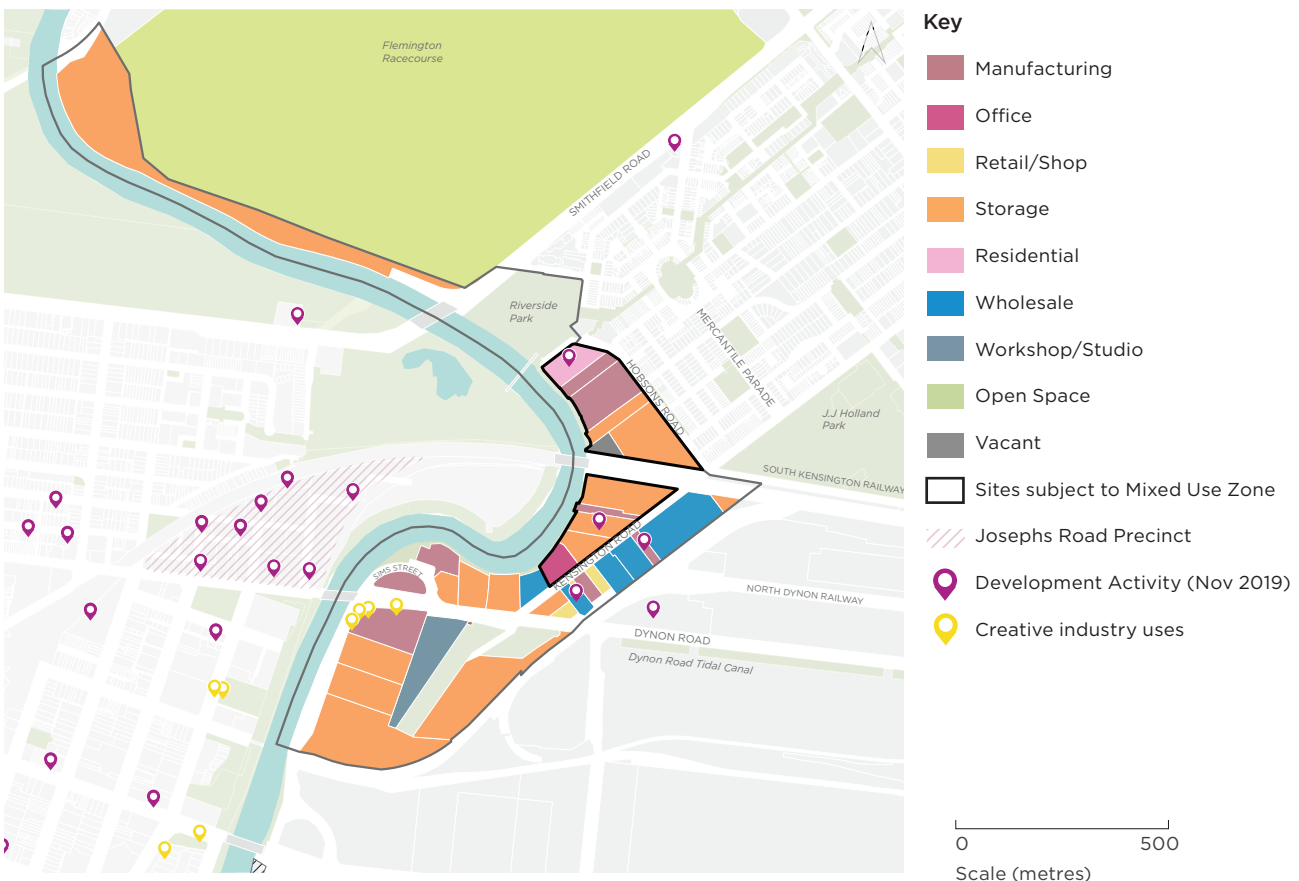 Flemington
Racecourse
SMITHFIELD ROAD
Riverside
Park
MERCANTILE PARADE
HOBSONS ROAD
J.J Holland
Park
SOUTH KENSINGTON RAILWAY
KENSINGTON ROAD
SIMS STREET
NORTH DYNON RAILWAY
DYNON ROAD
Dynon Road Tidal Canal
Key
Manufacturing
Office
Retail/Shop
Storage
Residential
Wholesale
Workshop/Studio
Open Space
Vacant
Sites subject to Mixed Use Zone
Josephs Road Precinct
Development Activity (Nov 2019)
Creative industry uses
0 500
Scale (metres)